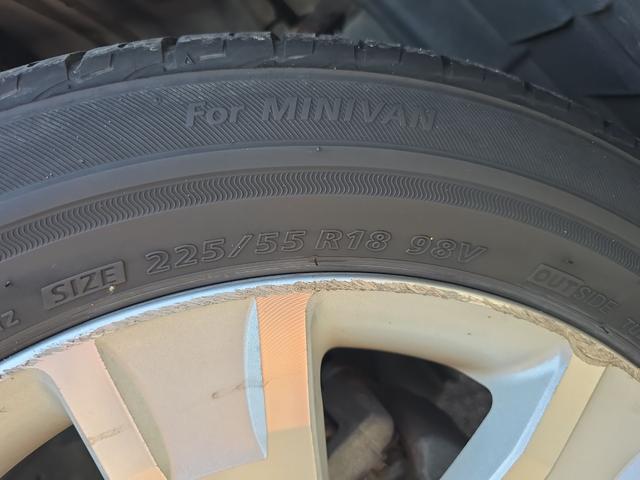 For MINIVAN
SIZE 225/55 R18 98V OUTSIDE